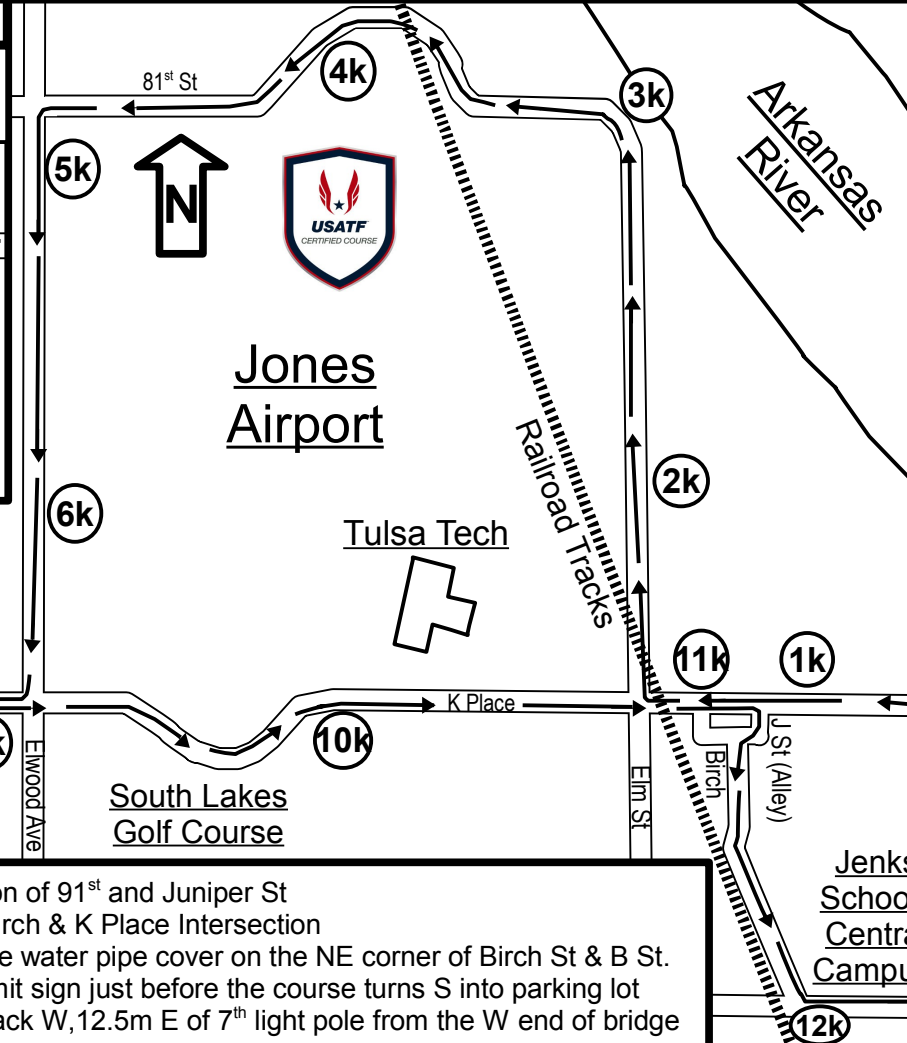 81st St
4k
3k
Arkansas
River
5k
N
USATF
CERTIFIED COURSE
Jones
Airport
Railroad Tracks
2k
6k
Tulsa Tech
11k
1k
K Place
10k
Elwood Ave
Elm St
Birch
J St (Alley)
South Lakes
Golf Course
Jenks
Schoo
Centra
Campu
on of 91st and Juniper St
rch & K Place Intersection
e water pipe cover on the NE corner of Birch St & B St.
nit sign just before the course turns S into parking lot
ack W,12.5m E of 7th light pole from the W end of bridge
12k